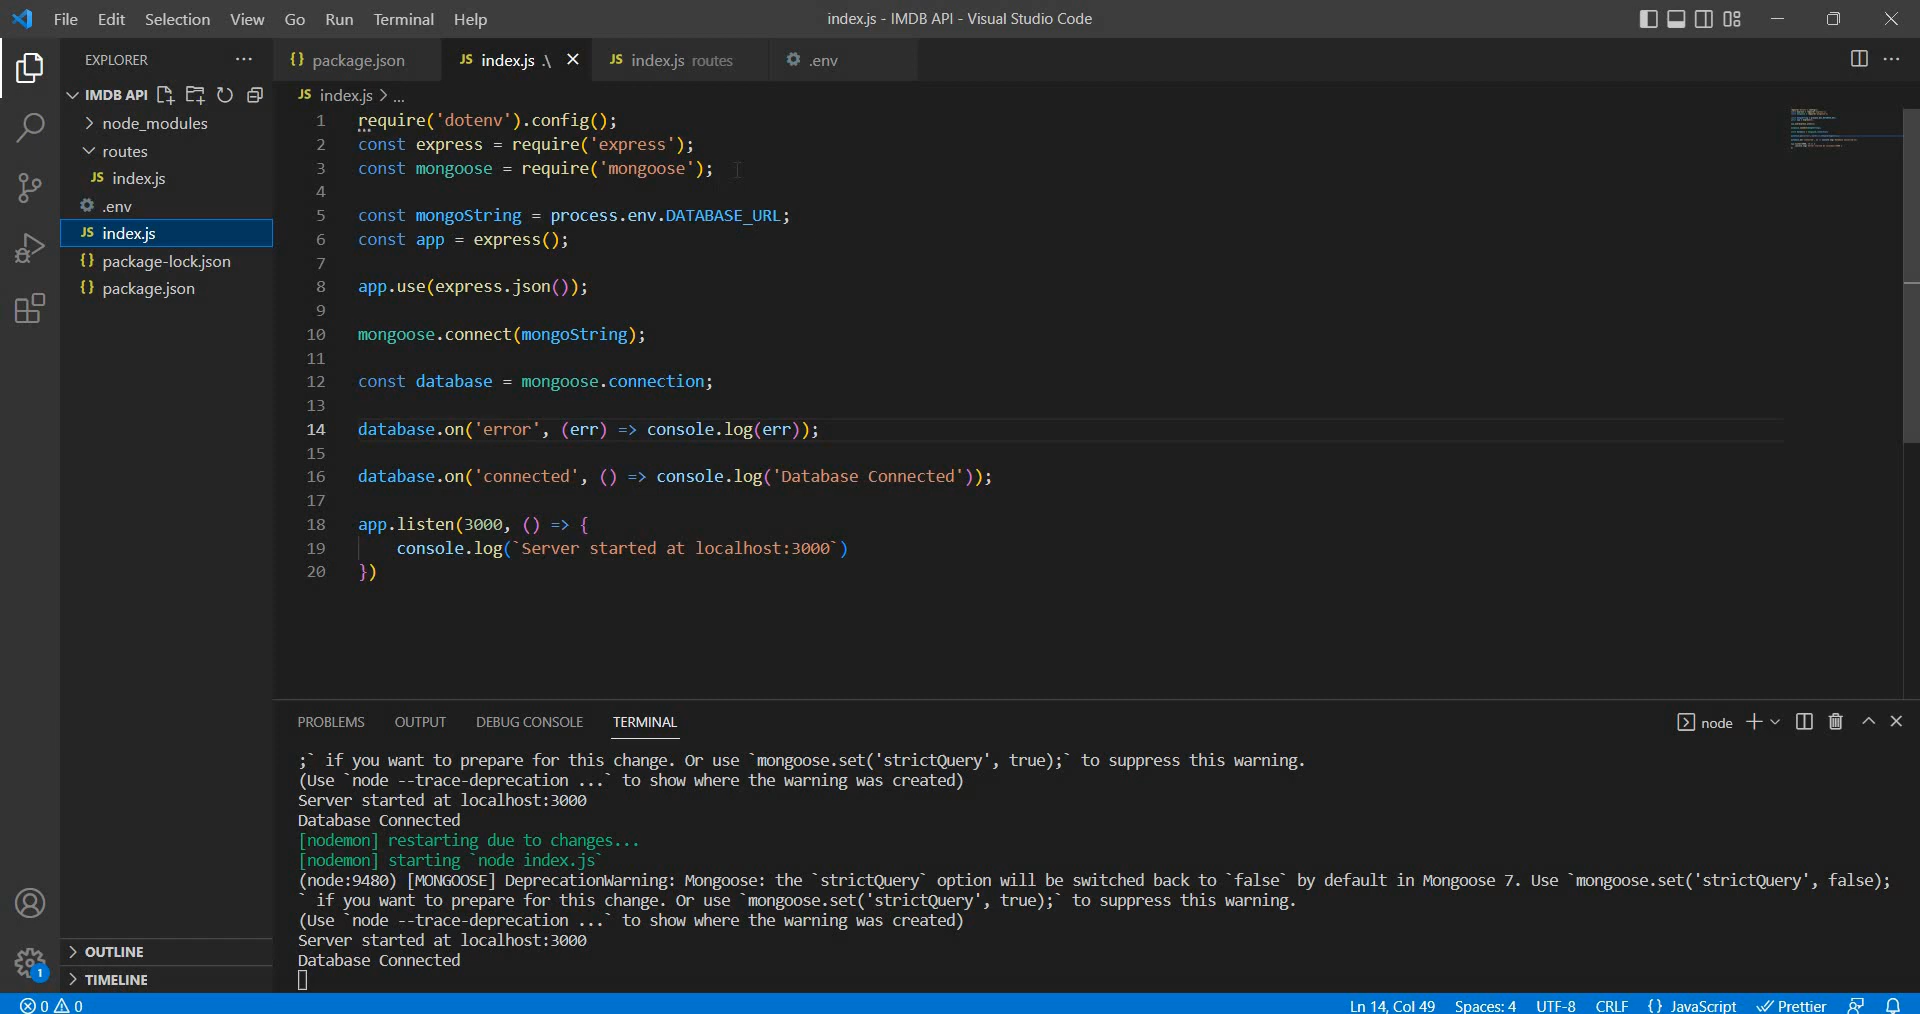 File Edit Selection View Go Run Terminal Help
index.js - IMDB API - Visual Studio Code
EXPLORER
IMDB API
node_modules
routes
JS index.js
.env
JS index.js
{} package-lock.json
{} package.json
OUTLINE
TIMELINE
{} package.json
JS index.js .\
JS index.js routes
.env
JS index.js > ...
1 require('dotenv').config();
2 const express = require('express');
3 const mongoose = require('mongoose');
4
5 const mongoString = process.env.DATABASE_URL;
6 const app = express();
7
8 app.use(express.json());
9
10 mongoose.connect(mongoString);
11
12 const database = mongoose.connection;
13
14 database.on('error', (err) => console.log(err));
15
16 database.on('connected', () => console.log('Database Connected'));
17
18 app.listen(3000, () => {
19 console.log(`Server started at localhost:3000`)
20 })
PROBLEMS OUTPUT DEBUG CONSOLE TERMINAL
node
;` if you want to prepare for this change. Or use `mongoose.set('strictQuery', true);` to suppress this warning.
(Use `node --trace-deprecation ...` to show where the warning was created)
Server started at localhost:3000
Database Connected
[nodemon] restarting due to changes...
[nodemon] starting `node index.js`
(node:9480) [MONGOOSE] DeprecationWarning: Mongoose: the `strictQuery` option will be switched back to `false` by default in Mongoose 7. Use `mongoose.set('strictQuery', false);
` if you want to prepare for this change. Or use `mongoose.set('strictQuery', true);` to suppress this warning.
(Use `node --trace-deprecation ...` to show where the warning was created)
Server started at localhost:3000
Database Connected
1
0 0
Ln 14, Col 49 Spaces: 4 UTF-8 CRLF {} JavaScript Prettier